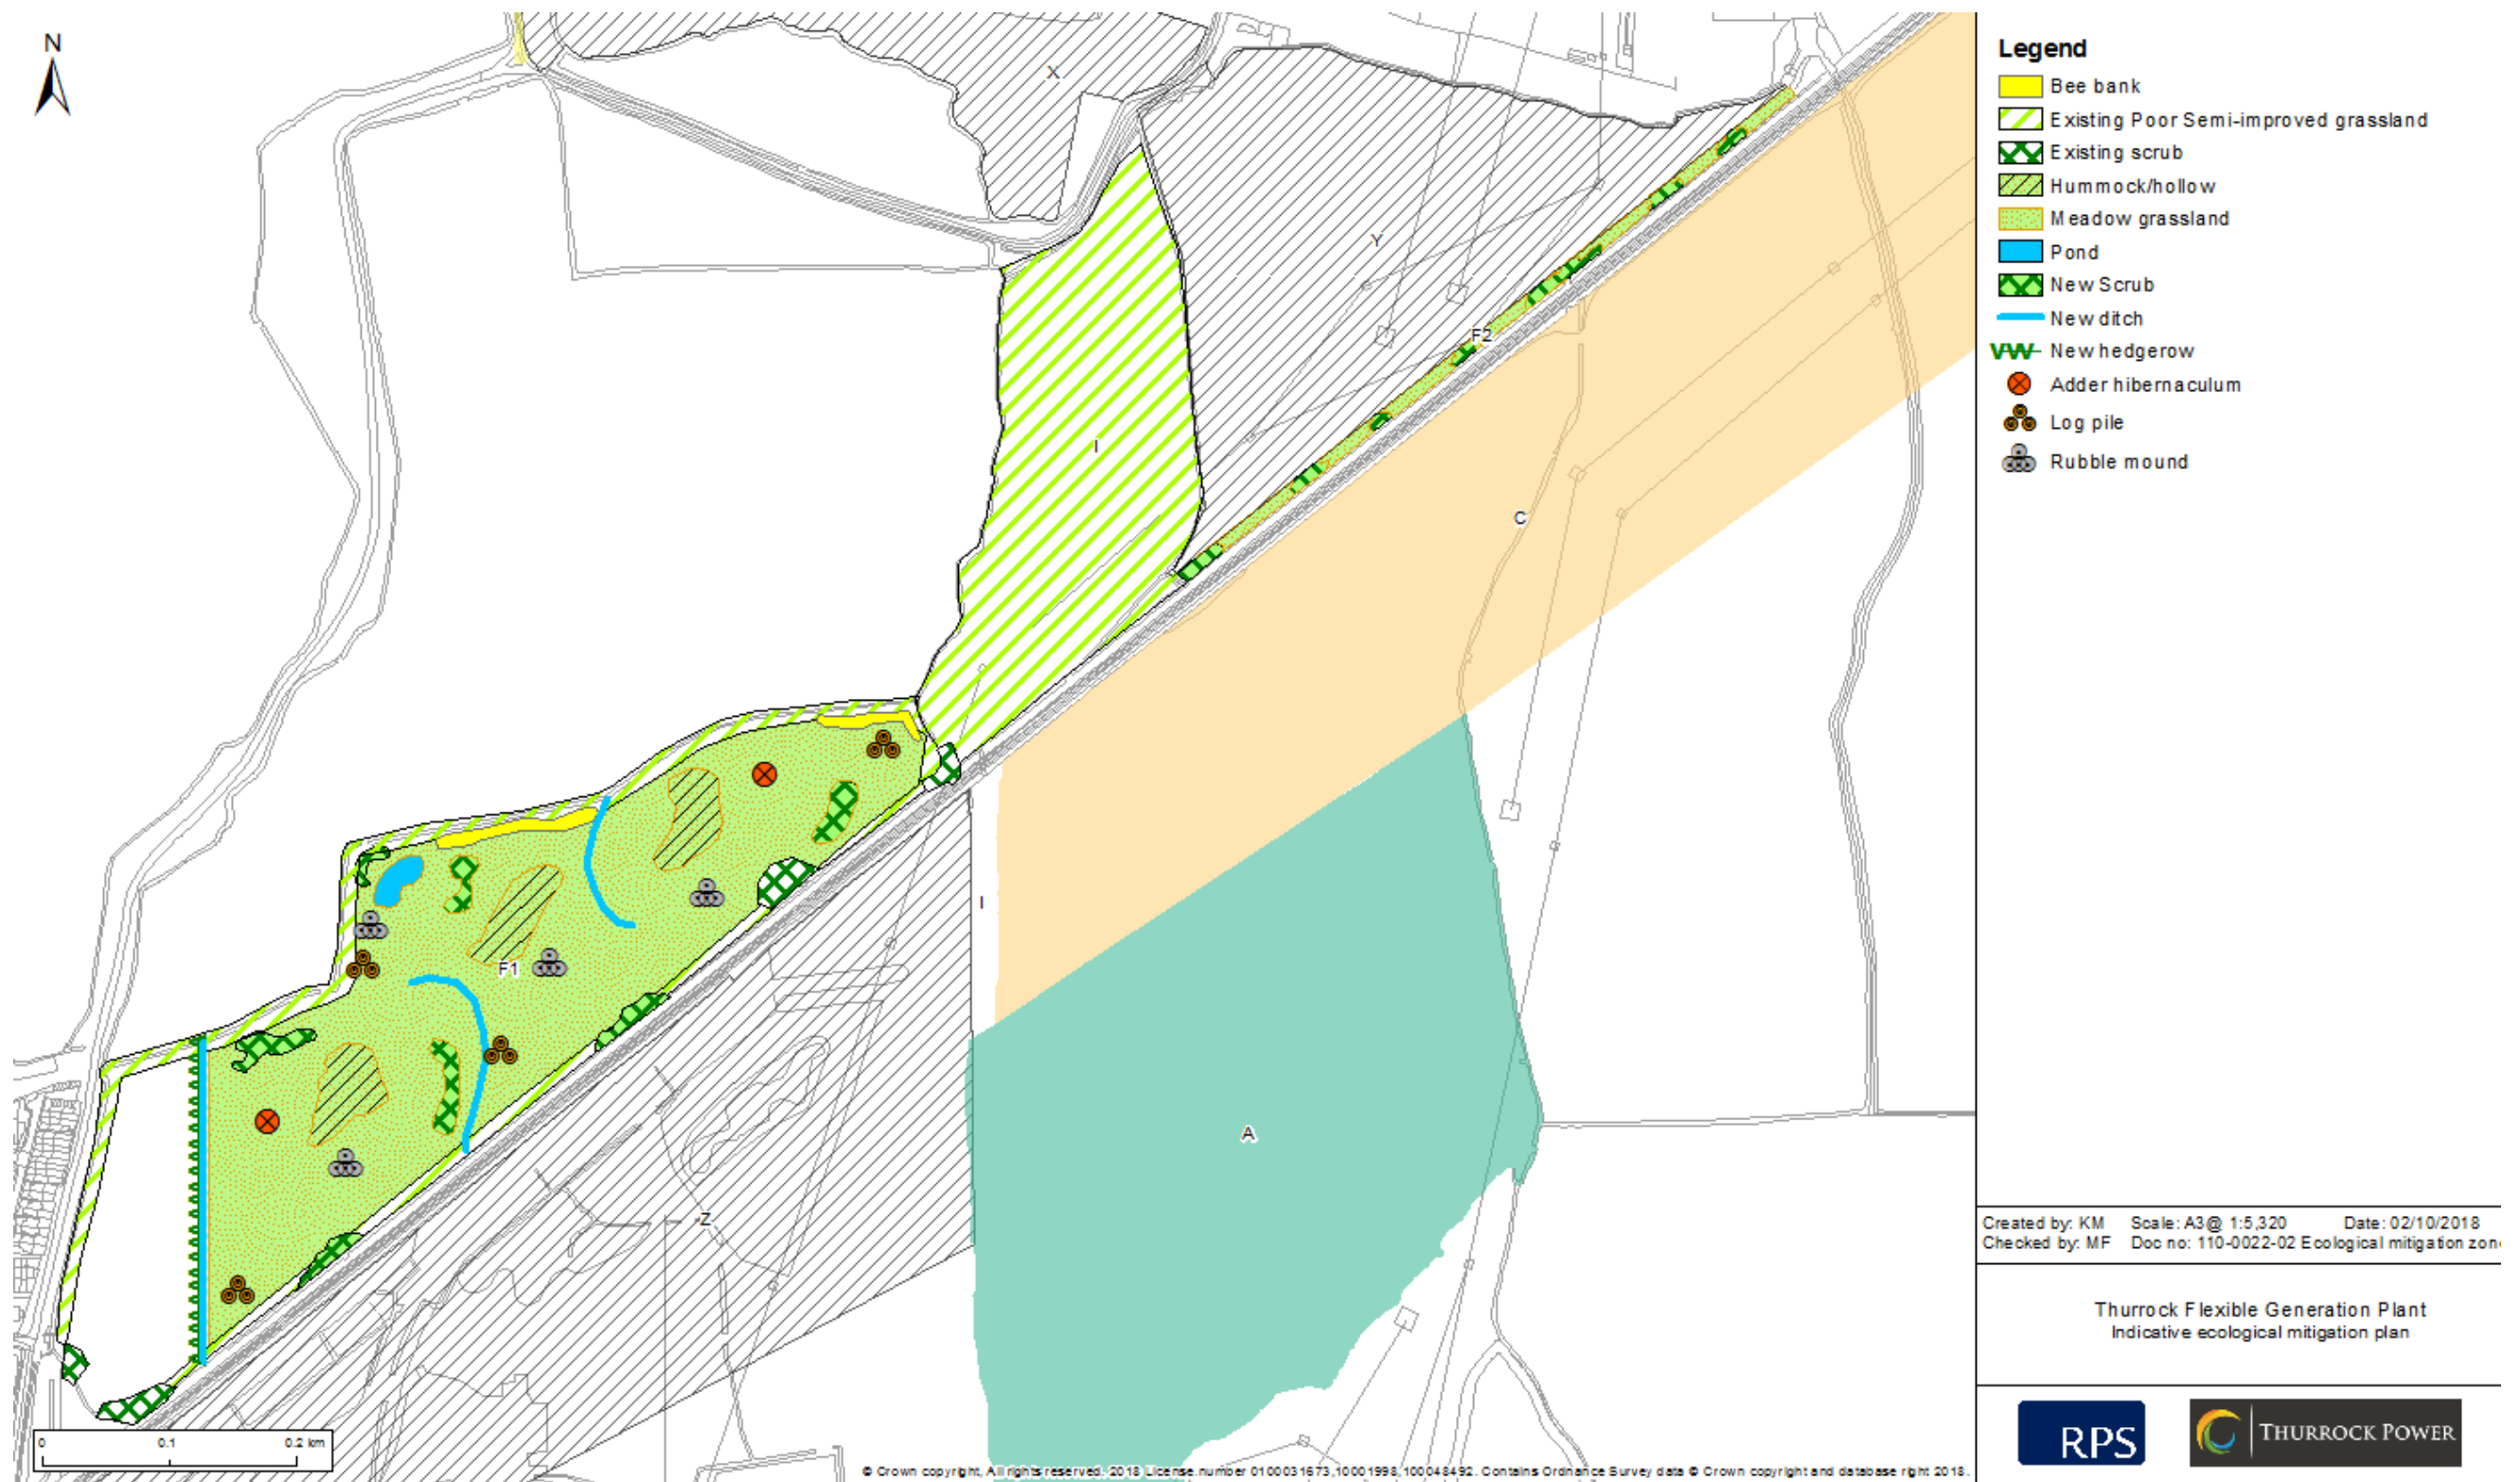 N
X
Y
F2
I
C
I
F1
A
Z
0 0.1 0.2 km
© Crown copyright, All rights reserved. 2018 License number 0100031673,10001998,100048492. Contains Ordnance Survey data © Crown copyright and database right 2018.
Legend
Bee bank
Existing Poor Semi-improved grassland
Existing scrub
Hummock/hollow
Meadow grassland
Pond
New Scrub
New ditch
New hedgerow
Adder hibernaculum
Log pile
Rubble mound
Created by: KM Scale: A3@ 1:5,320 Date: 02/10/2018
Checked by: MF Doc no: 110-0022-02 Ecological mitigation zone
Thurrock Flexible Generation Plant
Indicative ecological mitigation plan
RPS
THURROCK POWER